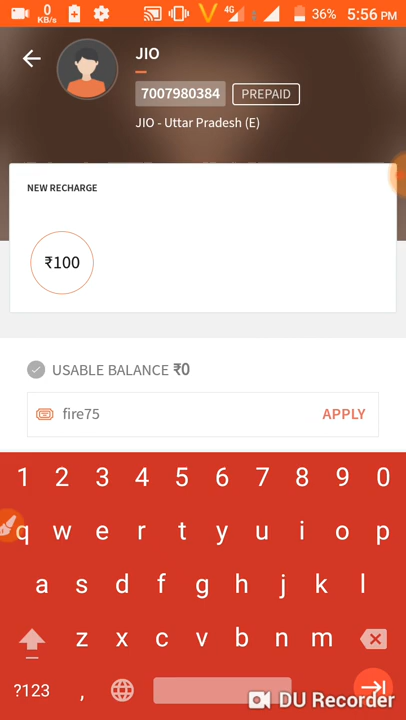 0 KB/s 4G 36% 5:56 PM
JIO
7007980384 PREPAID
JIO - Uttar Pradesh (E)
NEW RECHARGE
₹100
USABLE BALANCE ₹0
fire75 APPLY
1 2 3 4 5 6 7 8 9 0
q w e r t y u i o p
a s d f g h j k l
z x c v b n m
?123 ,
DU Recorder